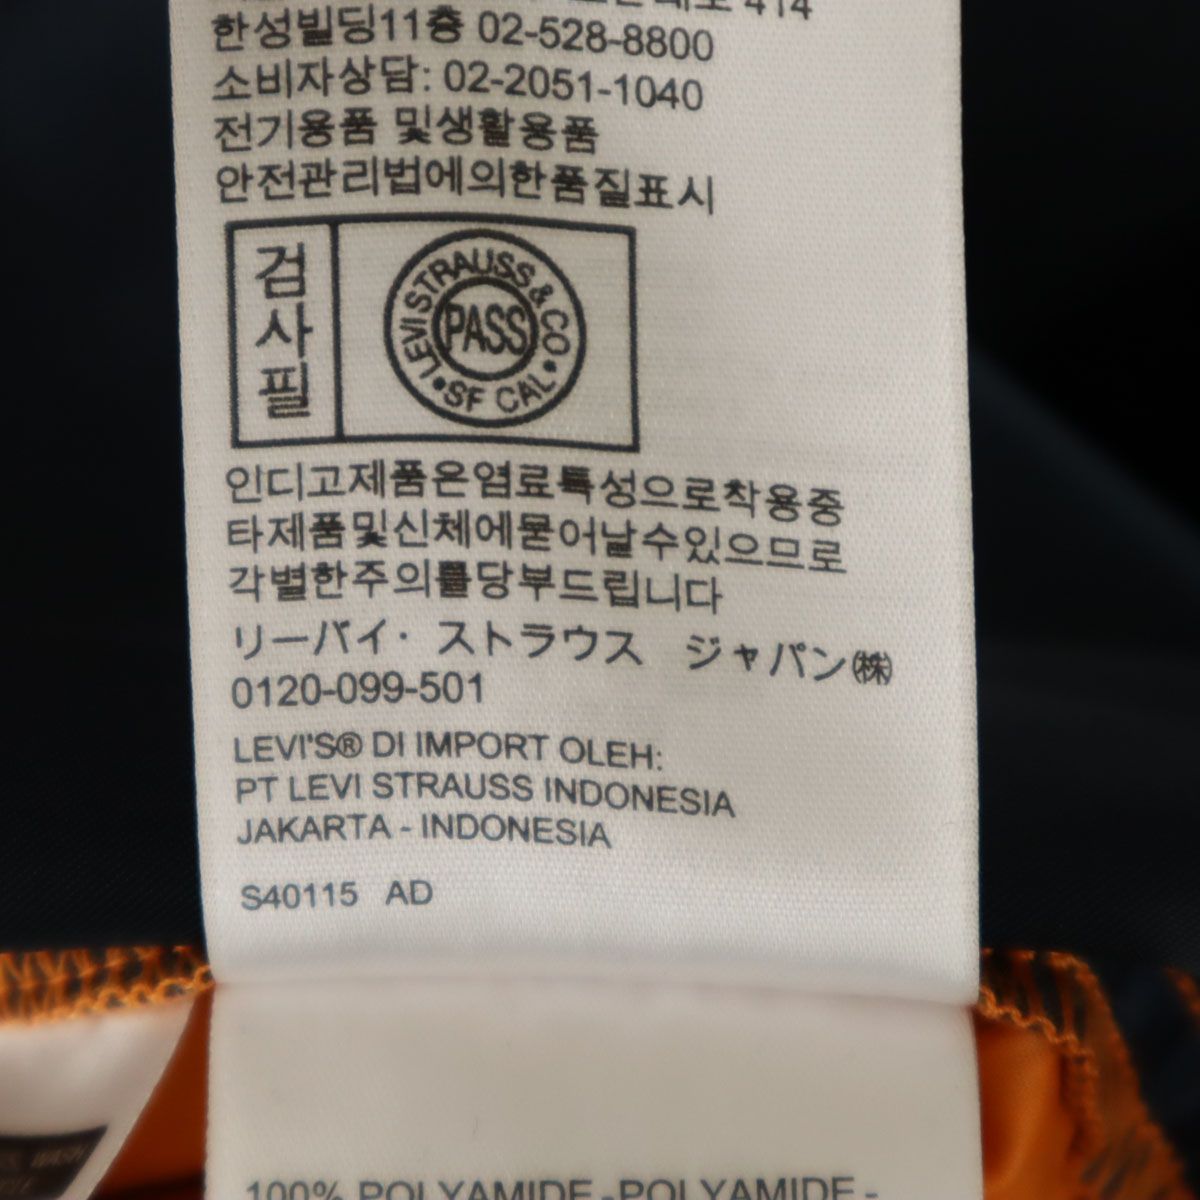 414
한성빌딩11층 02-528-8800
소비자상담: 02-2051-1040
전기용품 및생활용품
안전관리법에의한품질표시
검사필
LEVI STRAUSS & CO
PASS
SF CAL
인디고제품은염료특성으로착용중
타제품및신체에묻어날수있으므로
각별한주의를당부드립니다
リーバイ・ストラウス ジャパン㈱
0120-099-501
LEVI'S® DI IMPORT OLEH:
PT LEVI STRAUSS INDONESIA
JAKARTA - INDONESIA
S40115 AD
100% POLYAMIDE -POLYAMIDE -
WASH